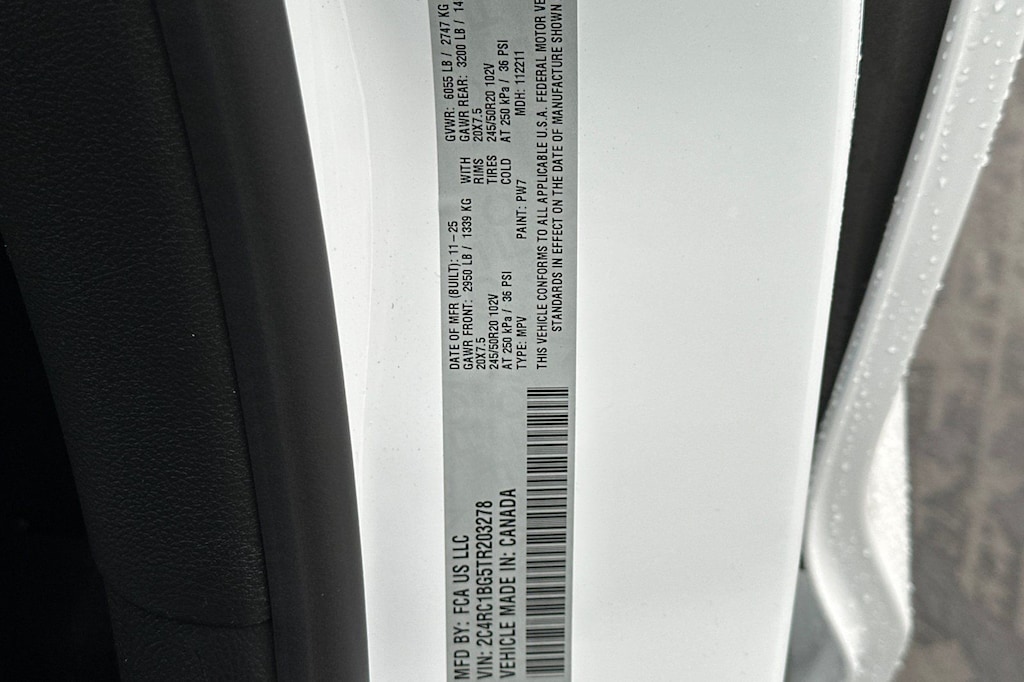 MFD BY: FCA US LLC
VIN: 2C4RC1BG5TR203278
VEHICLE MADE IN: CANADA
DATE OF MFR (BUILT): 11-25 GVWR: 6055 LB / 2747 KG
GAWR FRONT: 2950 LB / 1339 KG WITH GAWR REAR: 3200 LB / 14
20X7.5 RIMS 20X7.5
245/50R20 102V TIRES 245/50R20 102V
AT 250 kPa / 36 PSI COLD AT 250 kPa / 36 PSI
TYPE: MPV PAINT: PW7 MDH: 112211
THIS VEHICLE CONFORMS TO ALL APPLICABLE U.S.A. FEDERAL MOTOR VE
STANDARDS IN EFFECT ON THE DATE OF MANUFACTURE SHOWN